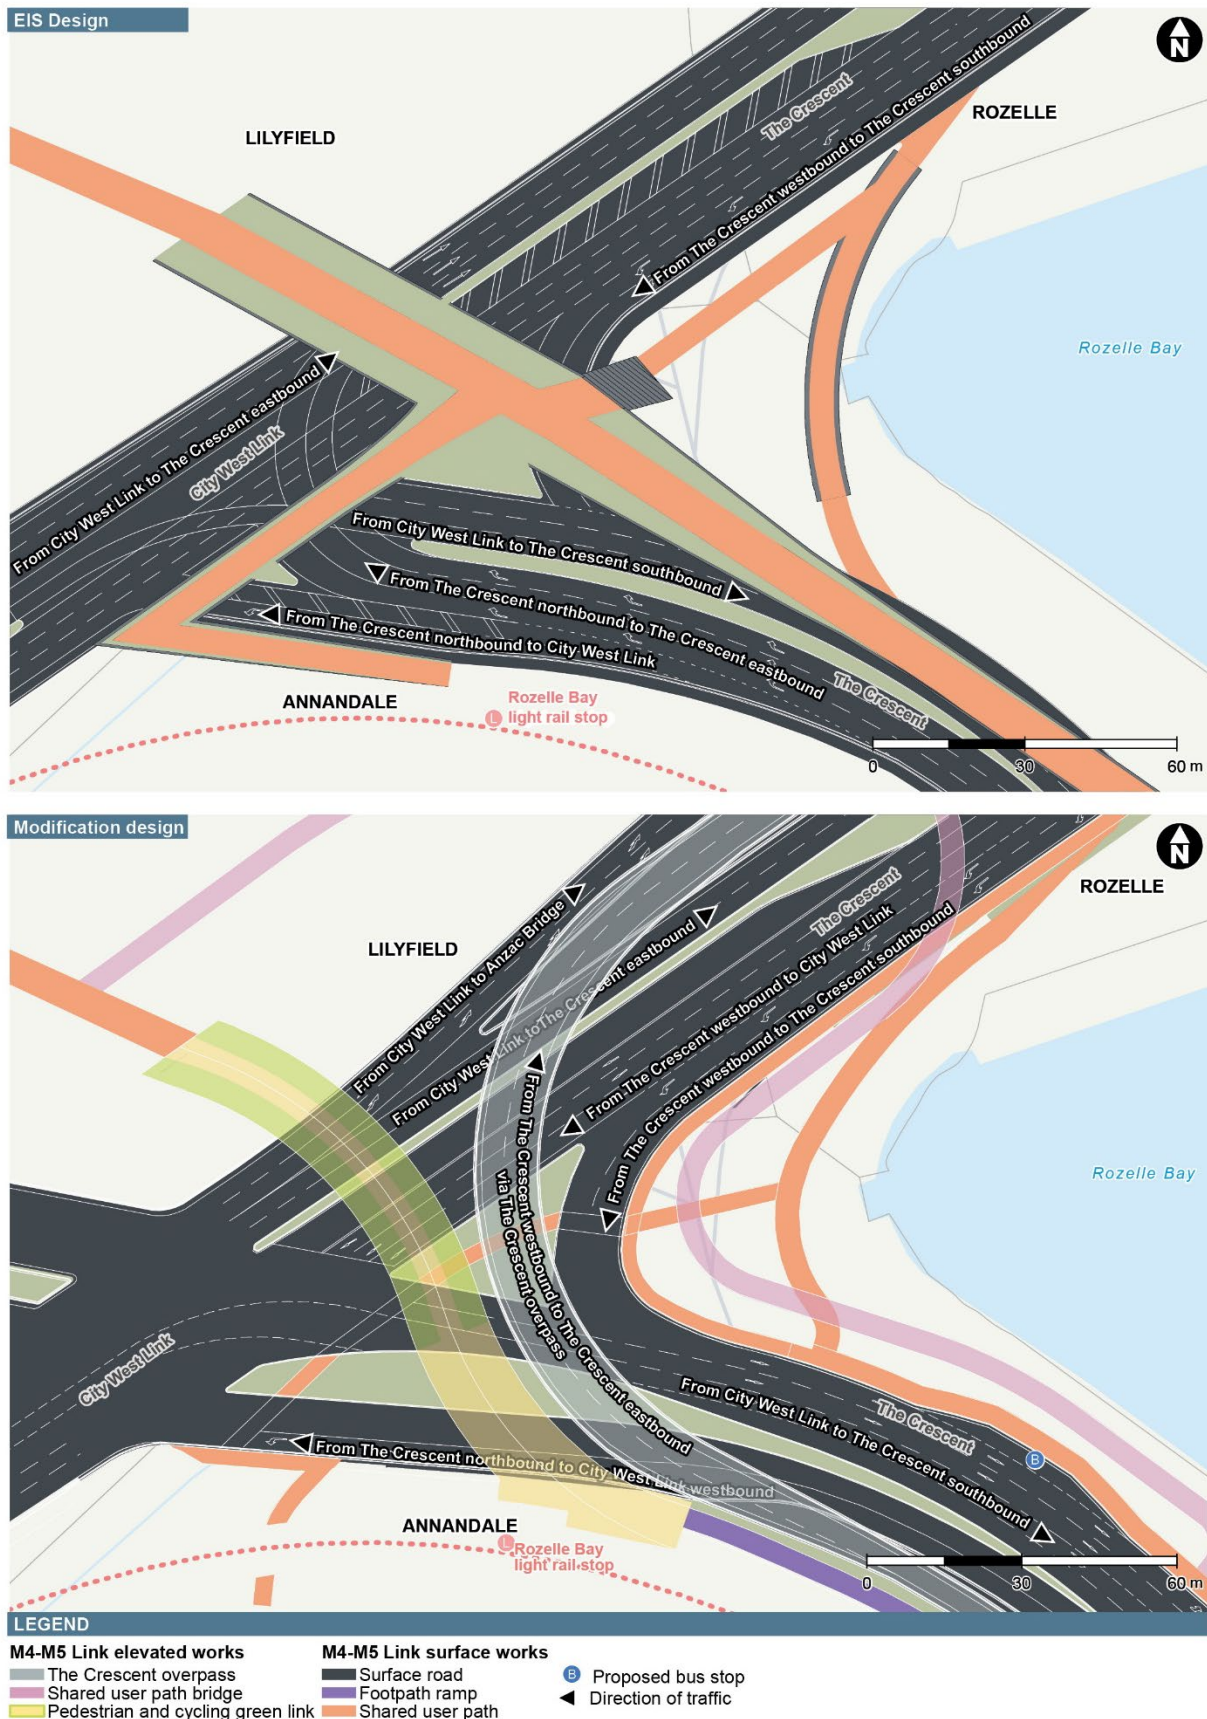 EIS Design
N
LILYFIELD
ROZELLE
The Crescent
From The Crescent westbound to The Crescent southbound
Rozelle Bay
From City West Link to The Crescent eastbound
City West Link
From City West Link to The Crescent southbound
From The Crescent northbound to The Crescent eastbound
From The Crescent northbound to City West Link
The Crescent
ANNANDALE
L
Rozelle Bay
light rail stop
0 30 60 m
Modification design
N
ROZELLE
LILYFIELD
The Crescent
From City West Link to Anzac Bridge
From City West Link toThe Crescent eastbound
From The Crescent westbound to City West Link
From The Crescent westbound to The Crescent southbound
Rozelle Bay
From The Crescent westbound to The Crescent eastbound
via The Crescent overpass
City West Link
From City West Link to The Crescent southbound
The Crescent
B
From The Crescent northbound to City West Link westbound
ANNANDALE
L
Rozelle Bay
light rail stop
0 30 60 m
LEGEND
M4-M5 Link elevated works
The Crescent overpass
Shared user path bridge
Pedestrian and cycling green link
M4-M5 Link surface works
Surface road
Footpath ramp
Shared user path
B Proposed bus stop
Direction of traffic